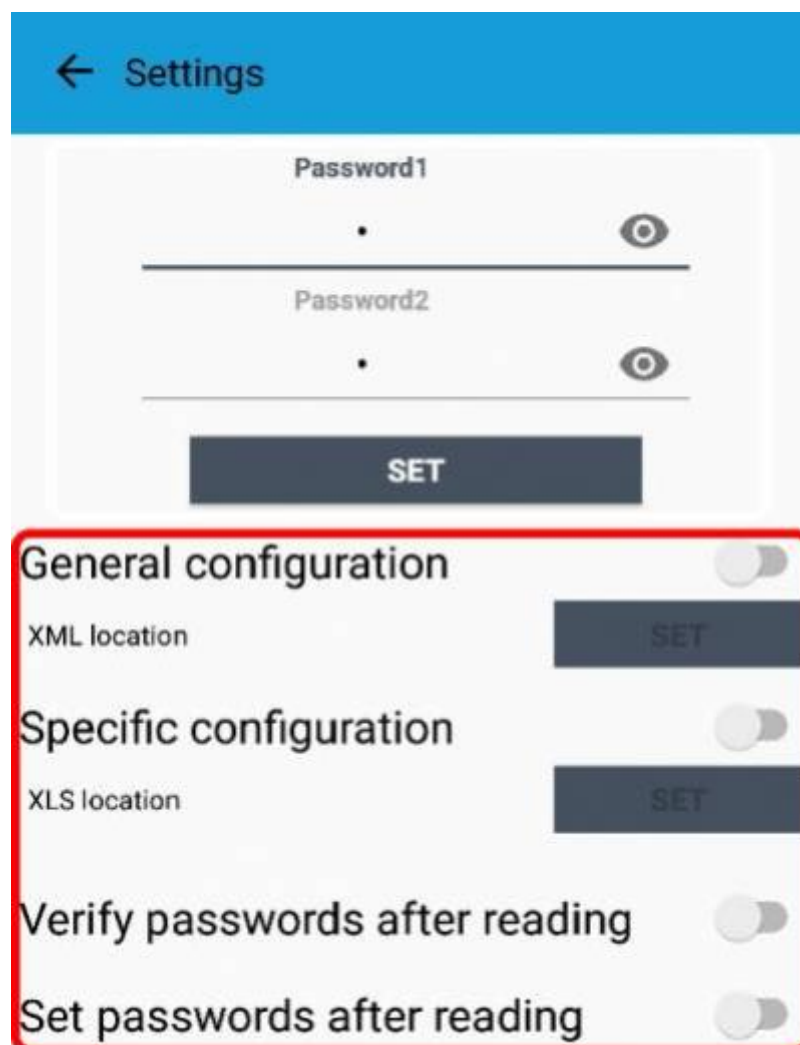 Settings
Password1
Password2
SET
General configuration
XML location
SET
Specific configuration
XLS location
SET
Verify passwords after reading
Set passwords after reading